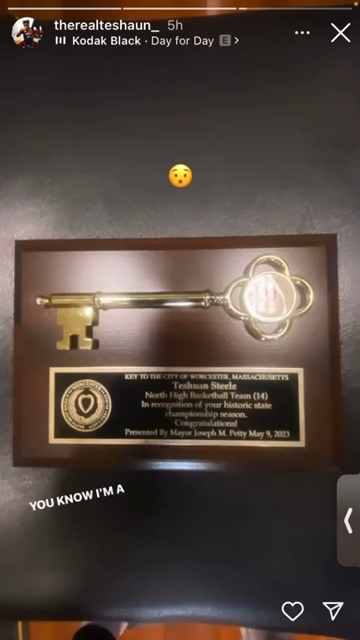 therealteshaun_ 5h
Kodak Black · Day for Day E >
KEY TO THE CITY OF WORCESTER, MASSACHUSETTS
Teshuan Steele
North High Basketball Team (14)
In recognition of your historic state
championship season.
Congratulations!
Presented By Mayor Joseph M. Petty May 9, 2023
YOU KNOW I'M A